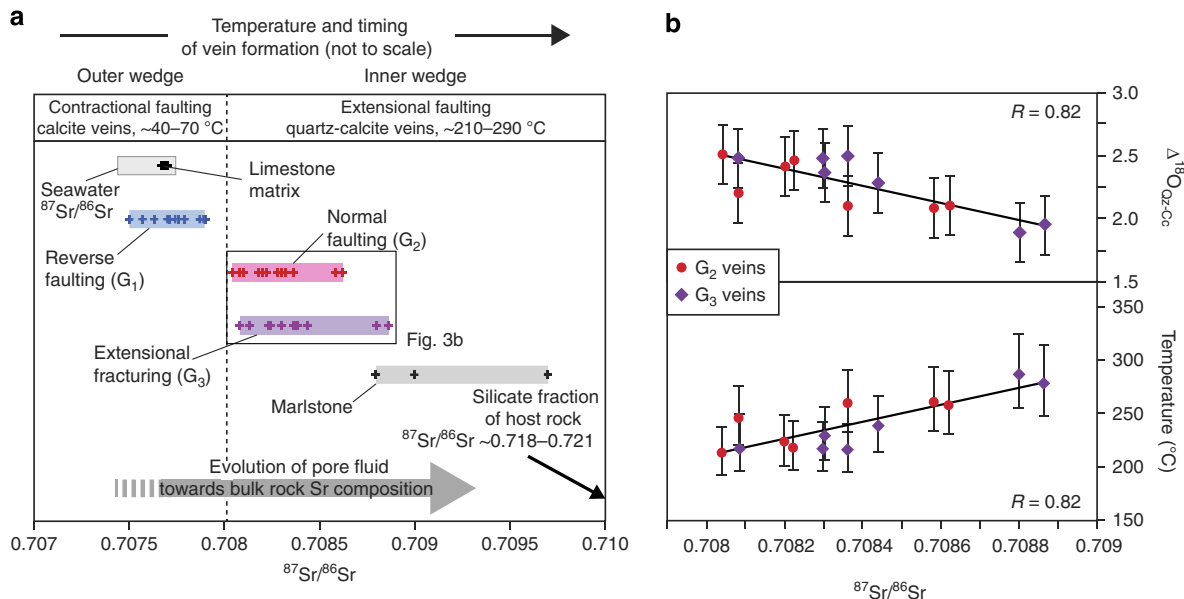 a
Temperature and timing
of vein formation (not to scale)
Outer wedge
Inner wedge
Contractional faulting
calcite veins, ~40–70 °C
Extensional faulting
quartz-calcite veins, ~210–290 °C
Seawater
⁸⁷Sr/⁸⁶Sr
Limestone
matrix
Reverse
faulting (G₁)
Normal
faulting (G₂)
Extensional
fracturing (G₃)
Fig. 3b
Marlstone
Silicate fraction
of host rock
⁸⁷Sr/⁸⁶Sr ~0.718–0.721
Evolution of pore fluid
towards bulk rock Sr composition
0.707
0.7075
0.708
0.7085
0.709
0.7095
0.710
⁸⁷Sr/⁸⁶Sr
b
R = 0.82
3.0
2.5
2.0
1.5
Δ¹⁸O Qz-Cc
G₂ veins
G₃ veins
350
300
250
200
150
Temperature (°C)
R = 0.82
0.708
0.7082
0.7084
0.7086
0.7088
0.709
⁸⁷Sr/⁸⁶Sr